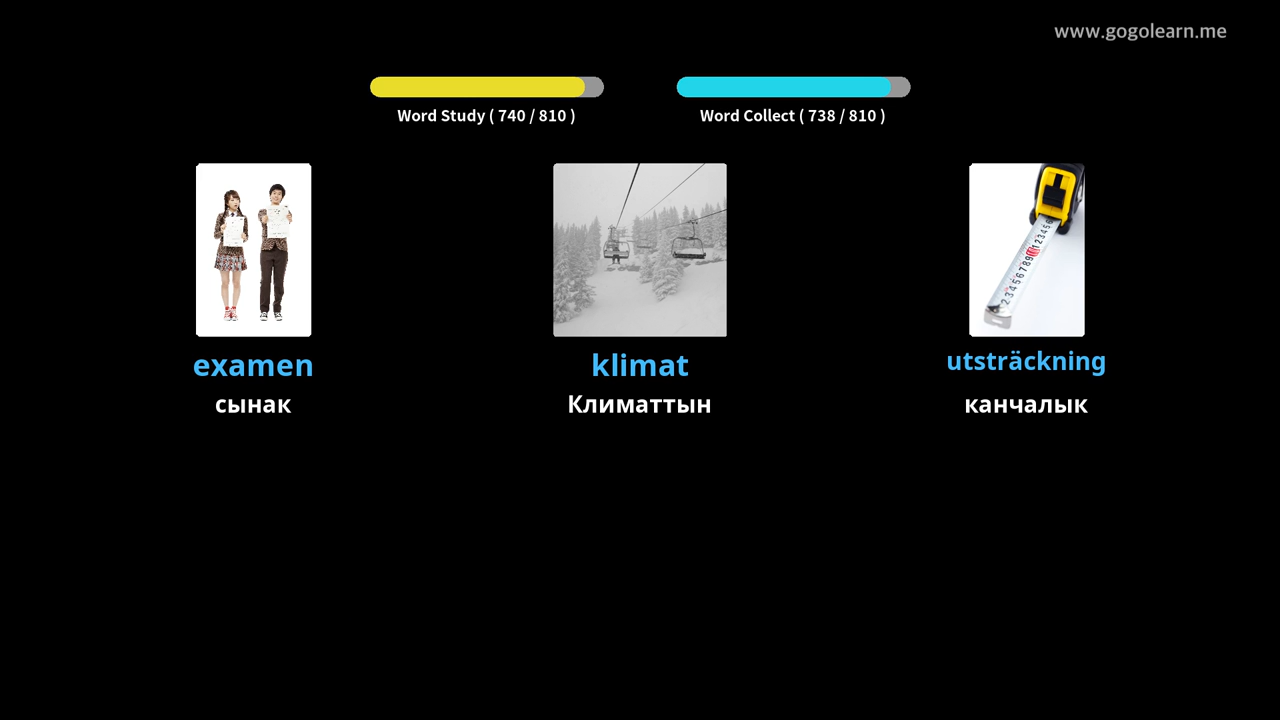 www.gogolearn.me
Word Study ( 740 / 810 )
Word Collect ( 738 / 810 )
examen
klimat
utsträckning
сынак
Климаттын
канчалык